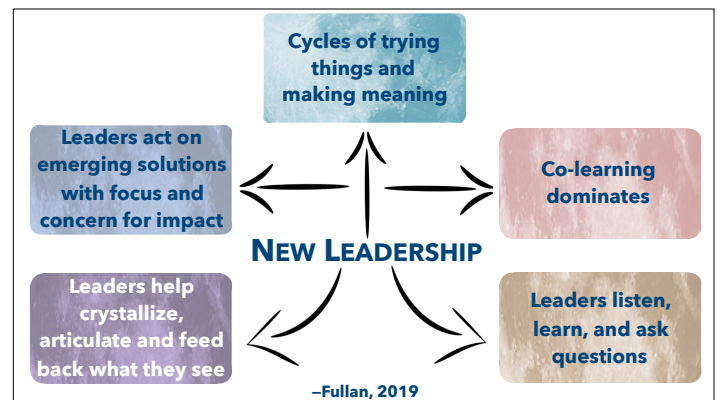 Cycles of trying
things and
making meaning
Leaders act on
emerging solutions
with focus and
concern for impact
Co-learning
dominates
NEW LEADERSHIP
Leaders help
crystallize,
articulate and feed
back what they see
Leaders listen,
learn, and ask
questions
—Fullan, 2019